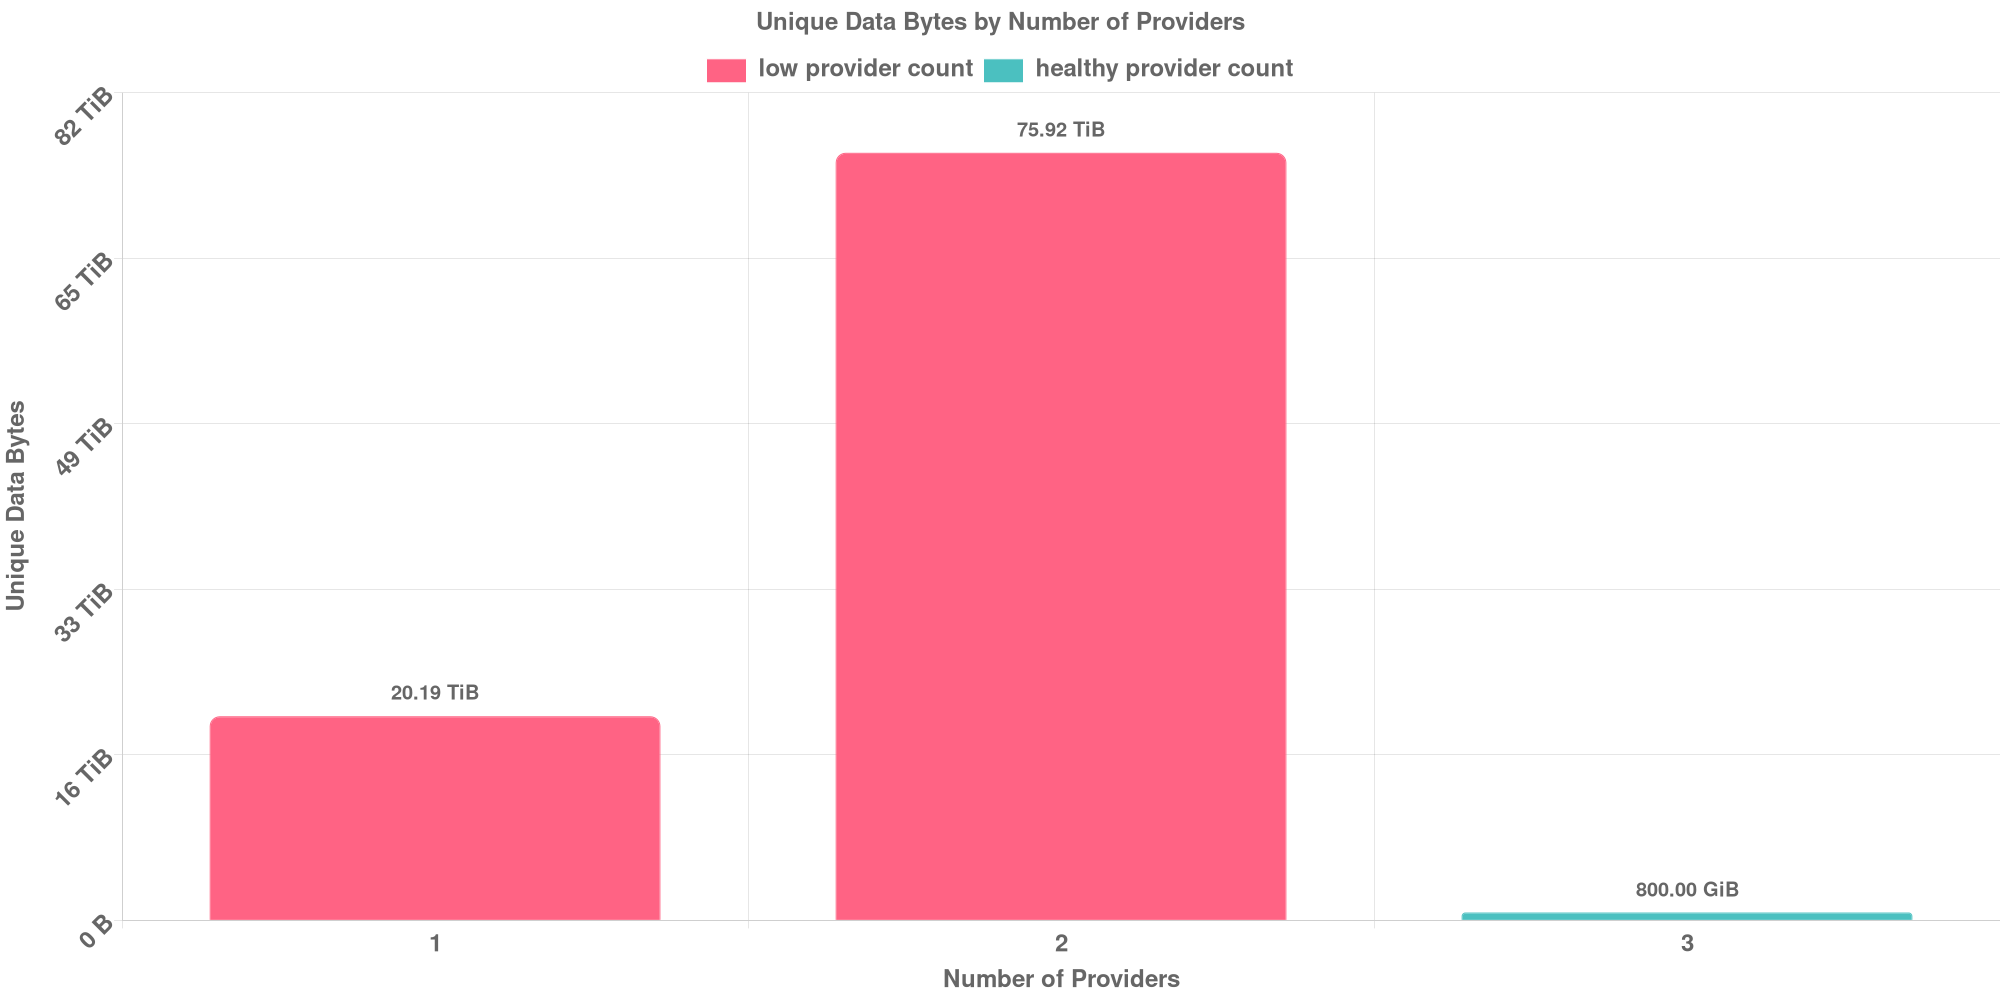 Unique Data Bytes by Number of Providers
low provider count
healthy provider count
82 TiB
65 TiB
49 TiB
33 TiB
16 TiB
0 B
Unique Data Bytes
20.19 TiB
75.92 TiB
800.00 GiB
1
2
3
Number of Providers